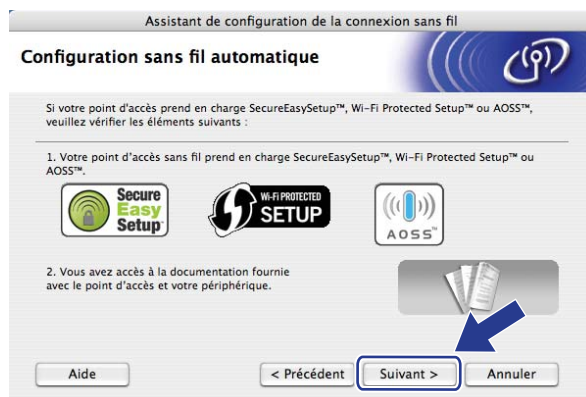 Assistant de configuration de la connexion sans fil
Configuration sans fil automatique
Si votre point d'accès prend en charge SecureEasySetup™, Wi-Fi Protected Setup™ ou AOSS™,
veuillez vérifier les éléments suivants :
1. Votre point d'accès sans fil prend en charge SecureEasySetup™, Wi-Fi Protected Setup™ ou
AOSS™.
Secure
Easy
Setup
WI-FI PROTECTED
SETUP
AOSS™
2. Vous avez accès à la documentation fournie
avec le point d'accès et votre périphérique.
Aide
< Précédent
Suivant >
Annuler